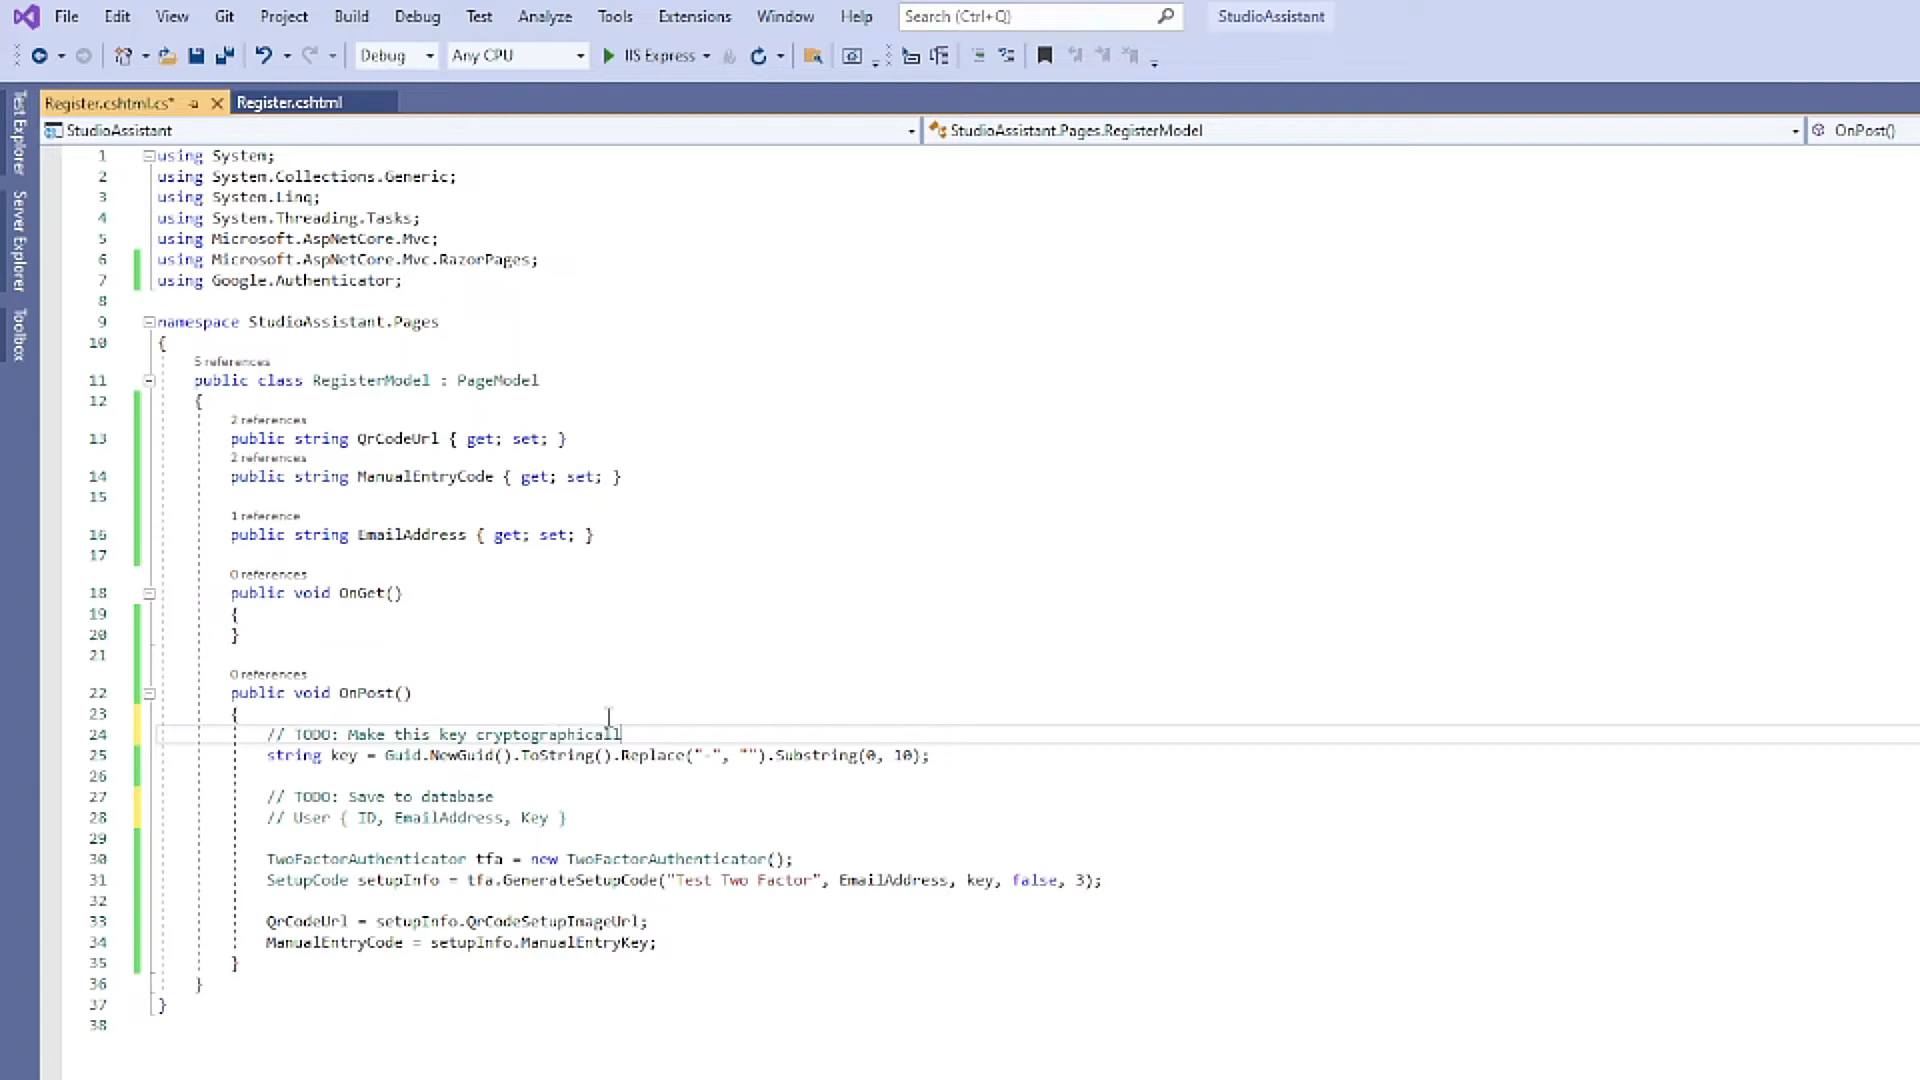 File Edit View Git Project Build Debug Test Analyze Tools Extensions Window Help Search (Ctrl+Q) StudioAssistant
Debug Any CPU IIS Express
Register.cshtml.cs* Register.cshtml
StudioAssistant StudioAssistant.Pages.RegisterModel OnPost()
Test Explorer
Server Explorer
Toolbox
1 using System;
2 using System.Collections.Generic;
3 using System.Linq;
4 using System.Threading.Tasks;
5 using Microsoft.AspNetCore.Mvc;
6 using Microsoft.AspNetCore.Mvc.RazorPages;
7 using Google.Authenticator;
8
9 namespace StudioAssistant.Pages
10 {
5 references
11 public class RegisterModel : PageModel
12 {
2 references
13 public string QrCodeUrl { get; set; }
2 references
14 public string ManualEntryCode { get; set; }
15
1 reference
16 public string EmailAddress { get; set; }
17
0 references
18 public void OnGet()
19 {
20 }
21
0 references
22 public void OnPost()
23 {
24 // TODO: Make this key cryptographicall
25 string key = Guid.NewGuid().ToString().Replace("-", "").Substring(0, 10);
26
27 // TODO: Save to database
28 // User { ID, EmailAddress, Key }
29
30 TwoFactorAuthenticator tfa = new TwoFactorAuthenticator();
31 SetupCode setupInfo = tfa.GenerateSetupCode("Test Two Factor", EmailAddress, key, false, 3);
32
33 QrCodeUrl = setupInfo.QrCodeSetupImageUrl;
34 ManualEntryCode = setupInfo.ManualEntryKey;
35 }
36 }
37 }
38